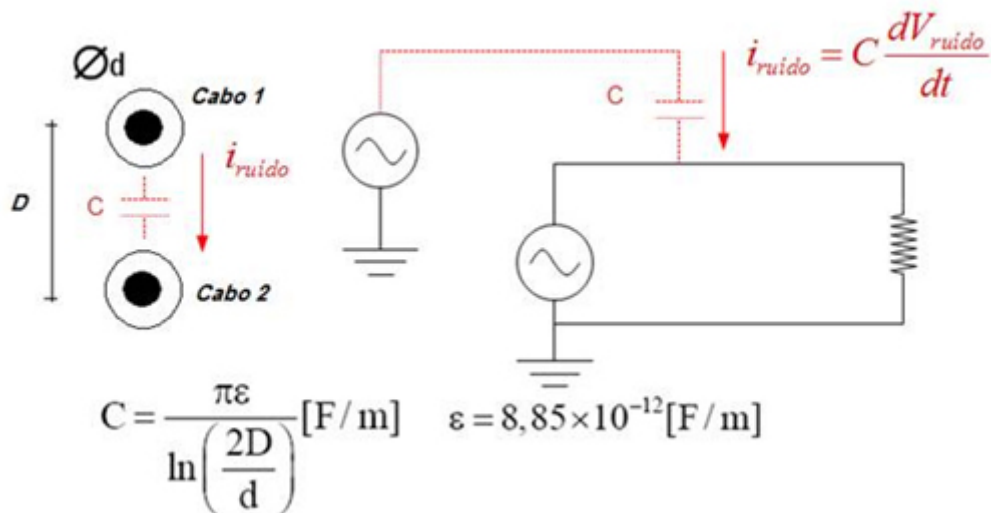 Ød
Cabo 1
i_ruído
D
C
Cabo 2
C
i_ruído = C dV_ruído / dt
C = πε / ln(2D / d) [F/m]
ε = 8,85×10⁻¹² [F/m]